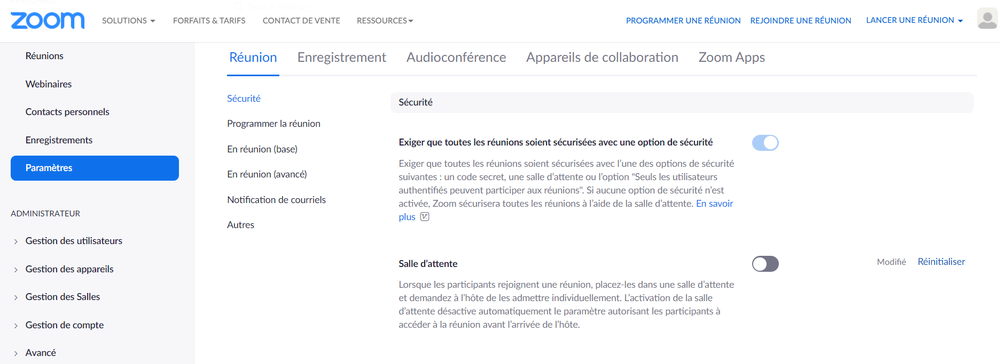 zoom
SOLUTIONS
FORFAITS & TARIFS
CONTACT DE VENTE
RESSOURCES
PROGRAMMER UNE RÉUNION
REJOINDRE UNE RÉUNION
LANCER UNE RÉUNION
Réunions
Webinaires
Contacts personnels
Enregistrements
Paramètres
ADMINISTRATEUR
Gestion des utilisateurs
Gestion des appareils
Gestion des Salles
Gestion de compte
Avancé
Réunion
Enregistrement
Audioconférence
Appareils de collaboration
Zoom Apps
Sécurité
Programmer la réunion
En réunion (base)
En réunion (avancé)
Notification de courriels
Autres
Sécurité
Exiger que toutes les réunions soient sécurisées avec une option de sécurité
Exiger que toutes les réunions soient sécurisées avec l’une des options de sécurité
suivantes : un code secret, une salle d’attente ou l’option "Seuls les utilisateurs
authentifiés peuvent participer aux réunions". Si aucune option de sécurité n’est
activée, Zoom sécurisera toutes les réunions à l’aide de la salle d’attente. En savoir
plus
Salle d’attente
Modifié
Réinitialiser
Lorsque les participants rejoignent une réunion, placez-les dans une salle d’attente
et demandez à l’hôte de les admettre individuellement. L’activation de la salle
d’attente désactive automatiquement le paramètre autorisant les participants à
accéder à la réunion avant l’arrivée de l’hôte.